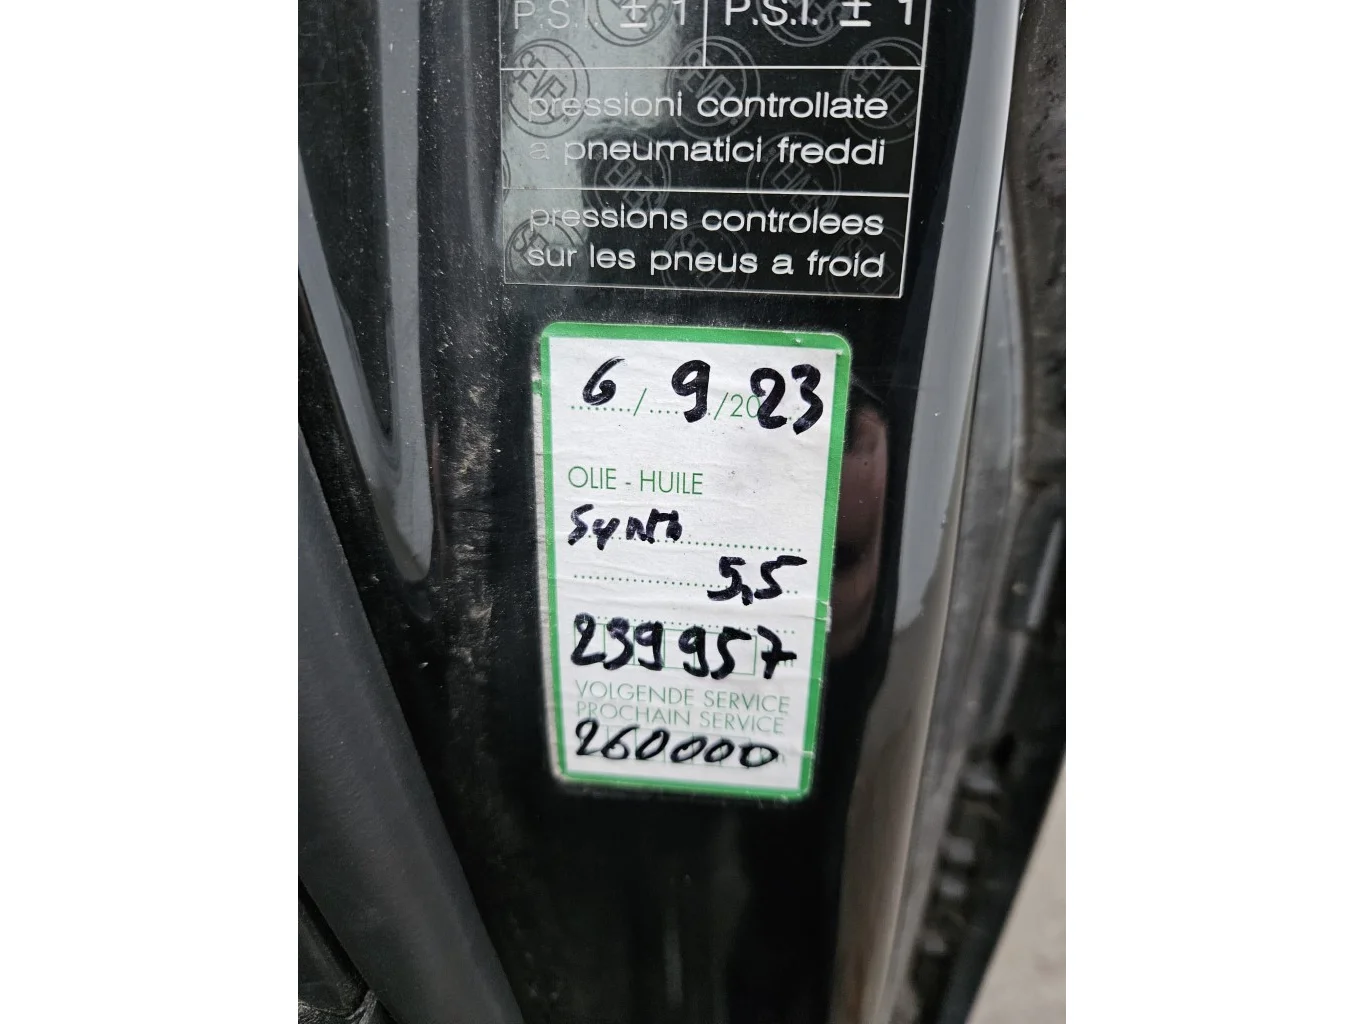 P.S.I. ± 1 P.S.I. ± 1
pressioni controllate
a pneumatici freddi
pressions controlees
sur les pneus a froid
6 / 9 /2023
OLIE - HUILE
Synth
5,5
239957
VOLGENDE SERVICE
PROCHAIN SERVICE
260000